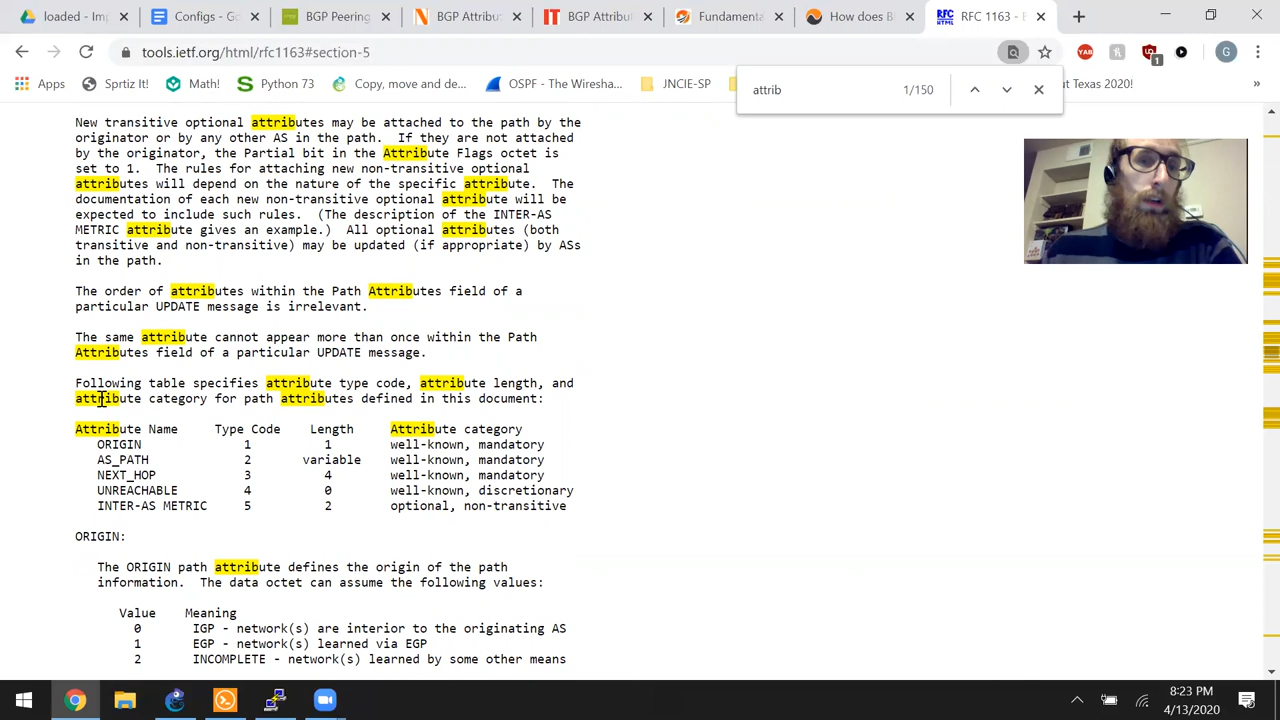 loaded - Imp
Configs - Go
BGP Peering
BGP Attribut
BGP Attribut
Fundamenta
How does B
RFC 1163 - B
tools.ietf.org/html/rfc1163#section-5
G
Apps
Sprtiz It!
Math!
Python 73
Copy, move and de...
OSPF - The Wiresha...
JNCIE-SP
ut Texas 2020!
»
attrib
1/150
YAB
1
New transitive optional attributes may be attached to the path by the
originator or by any other AS in the path. If they are not attached
by the originator, the Partial bit in the Attribute Flags octet is
set to 1. The rules for attaching new non-transitive optional
attributes will depend on the nature of the specific attribute. The
documentation of each new non-transitive optional attribute will be
expected to include such rules. (The description of the INTER-AS
METRIC attribute gives an example.) All optional attributes (both
transitive and non-transitive) may be updated (if appropriate) by ASs
in the path.
The order of attributes within the Path Attributes field of a
particular UPDATE message is irrelevant.
The same attribute cannot appear more than once within the Path
Attributes field of a particular UPDATE message.
Following table specifies attribute type code, attribute length, and
attribute category for path attributes defined in this document:
Attribute Name Type Code Length Attribute category
ORIGIN 1 1 well-known, mandatory
AS_PATH 2 variable well-known, mandatory
NEXT_HOP 3 4 well-known, mandatory
UNREACHABLE 4 0 well-known, discretionary
INTER-AS METRIC 5 2 optional, non-transitive
ORIGIN:
The ORIGIN path attribute defines the origin of the path
information. The data octet can assume the following values:
Value Meaning
0 IGP - network(s) are interior to the originating AS
1 EGP - network(s) learned via EGP
2 INCOMPLETE - network(s) learned by some other means
8:23 PM
4/13/2020